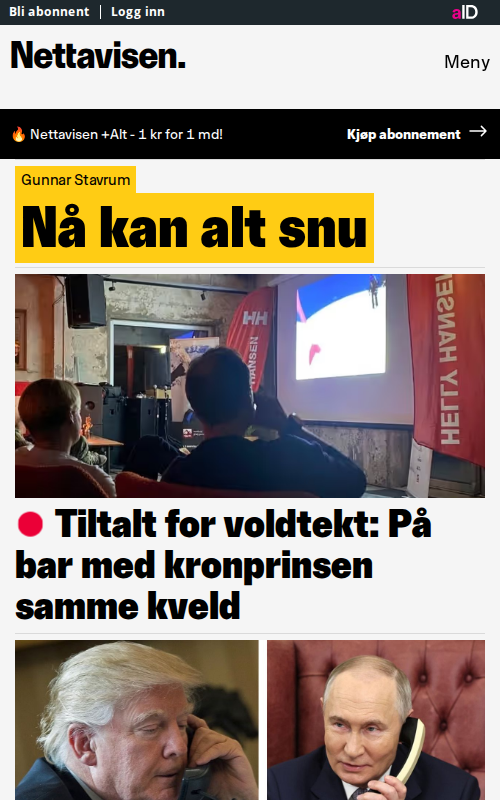 Bli abonnent | Logg inn
aID
Nettavisen.
Meny
🔥 Nettavisen +Alt - 1 kr for 1 md!
Kjøp abonnement →
Gunnar Stavrum
Nå kan alt snu
HH
HANSEN
HELLY HANSEN
Tiltalt for voldtekt: På
bar med kronprinsen
samme kveld